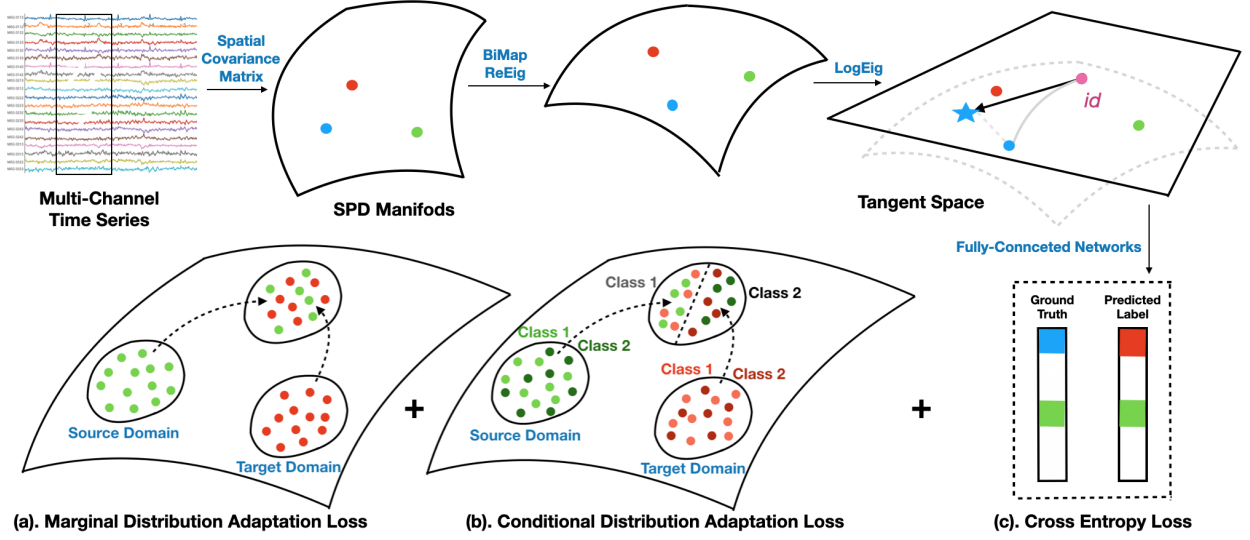 Spatial
Covariance
Matrix
BiMap
ReEig
LogEig
id
Multi-Channel
Time Series
SPD Manifods
Tangent Space
Fully-Connceted Networks
Class 1
Class 2
Ground
Truth
Predicted
Label
Class 1
Class 2
Class 1
Class 2
Source Domain
Target Domain
+
Source Domain
Target Domain
+
(a). Marginal Distribution Adaptation Loss
(b). Conditional Distribution Adaptation Loss
(c). Cross Entropy Loss